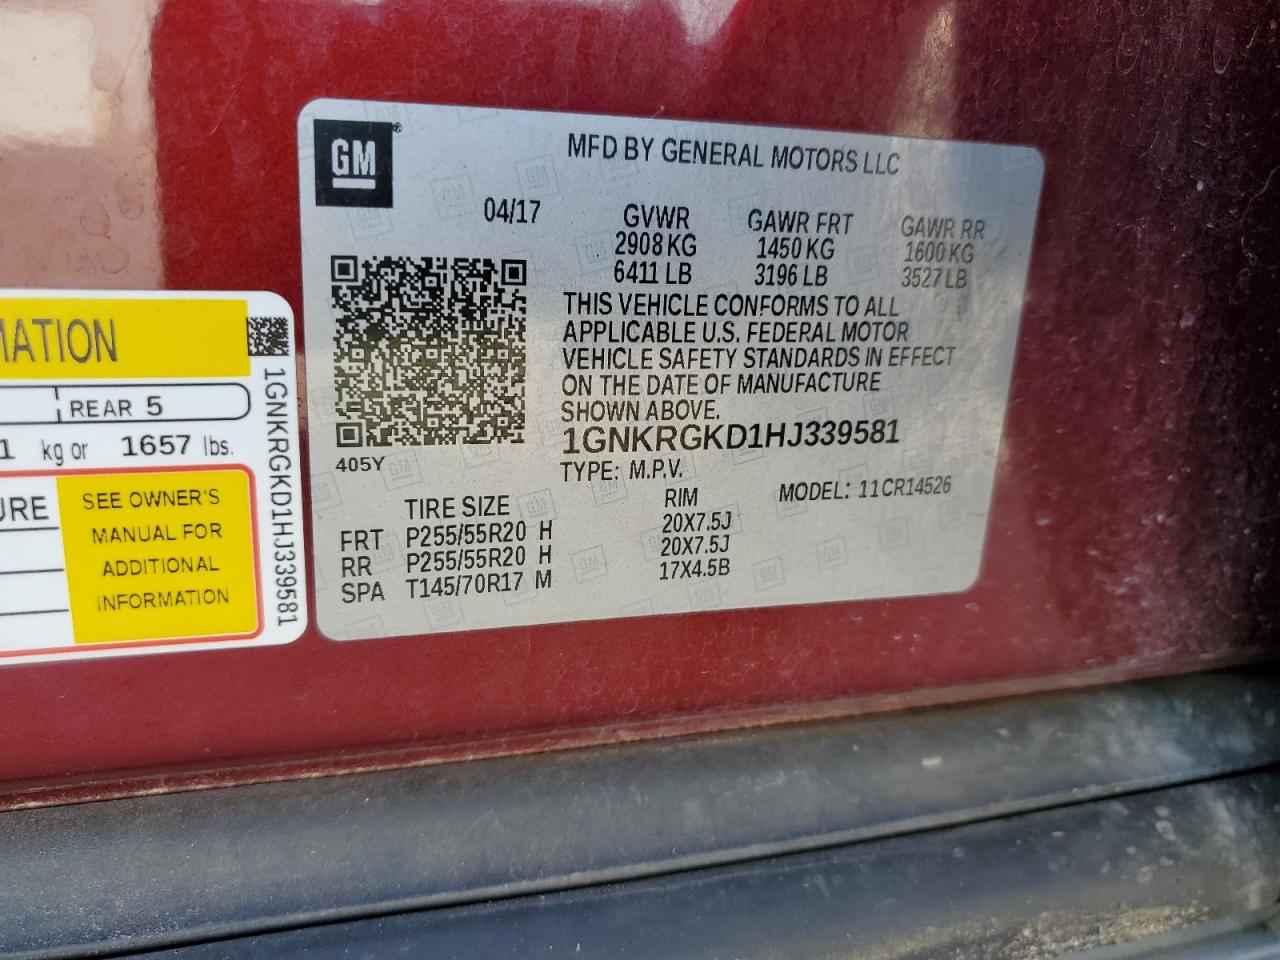 MATION
REAR 5
1 kg or 1657 lbs.
URE
SEE OWNER'S
MANUAL FOR
ADDITIONAL
INFORMATION
1GNKRGKD1HJ339581
GM®
MFD BY GENERAL MOTORS LLC
04/17
GVWR GAWR FRT GAWR RR
2908 KG 1450 KG 1600 KG
6411 LB 3196 LB 3527 LB
THIS VEHICLE CONFORMS TO ALL
APPLICABLE U.S. FEDERAL MOTOR
VEHICLE SAFETY STANDARDS IN EFFECT
ON THE DATE OF MANUFACTURE
SHOWN ABOVE.
1GNKRGKD1HJ339581
405Y
TYPE: M.P.V.
TIRE SIZE RIM MODEL: 11CR14526
FRT P255/55R20 H 20X7.5J
RR P255/55R20 H 20X7.5J
SPA T145/70R17 M 17X4.5B